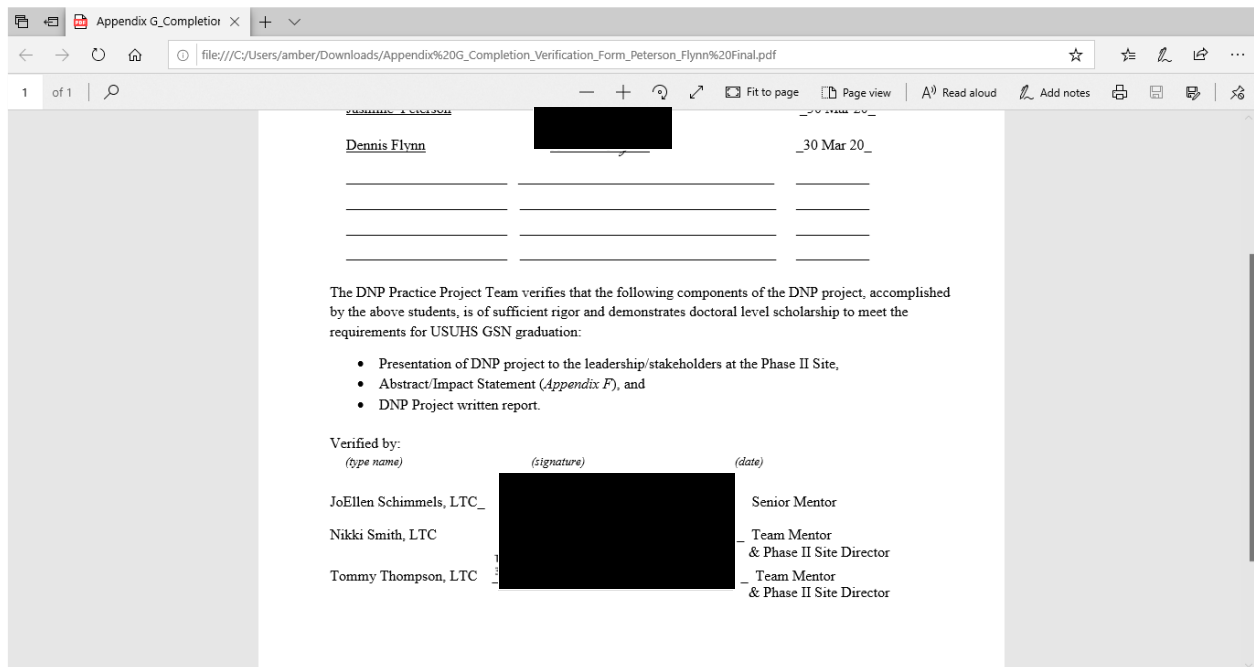 Appendix G_Completior
file:///C:/Users/amber/Downloads/Appendix%20G_Completion_Verification_Form_Peterson_Flynn%20Final.pdf
1 of 1 Fit to page Page view Read aloud Add notes
Dennis Flynn _30 Mar 20_
The DNP Practice Project Team verifies that the following components of the DNP project, accomplished
by the above students, is of sufficient rigor and demonstrates doctoral level scholarship to meet the
requirements for USUHS GSN graduation:
• Presentation of DNP project to the leadership/stakeholders at the Phase II Site,
• Abstract/Impact Statement (Appendix F), and
• DNP Project written report.
Verified by:
(type name) (signature) (date)
JoEllen Schimmels, LTC_ Senior Mentor
Nikki Smith, LTC _ Team Mentor
& Phase II Site Director
Tommy Thompson, LTC _ _ Team Mentor
& Phase II Site Director